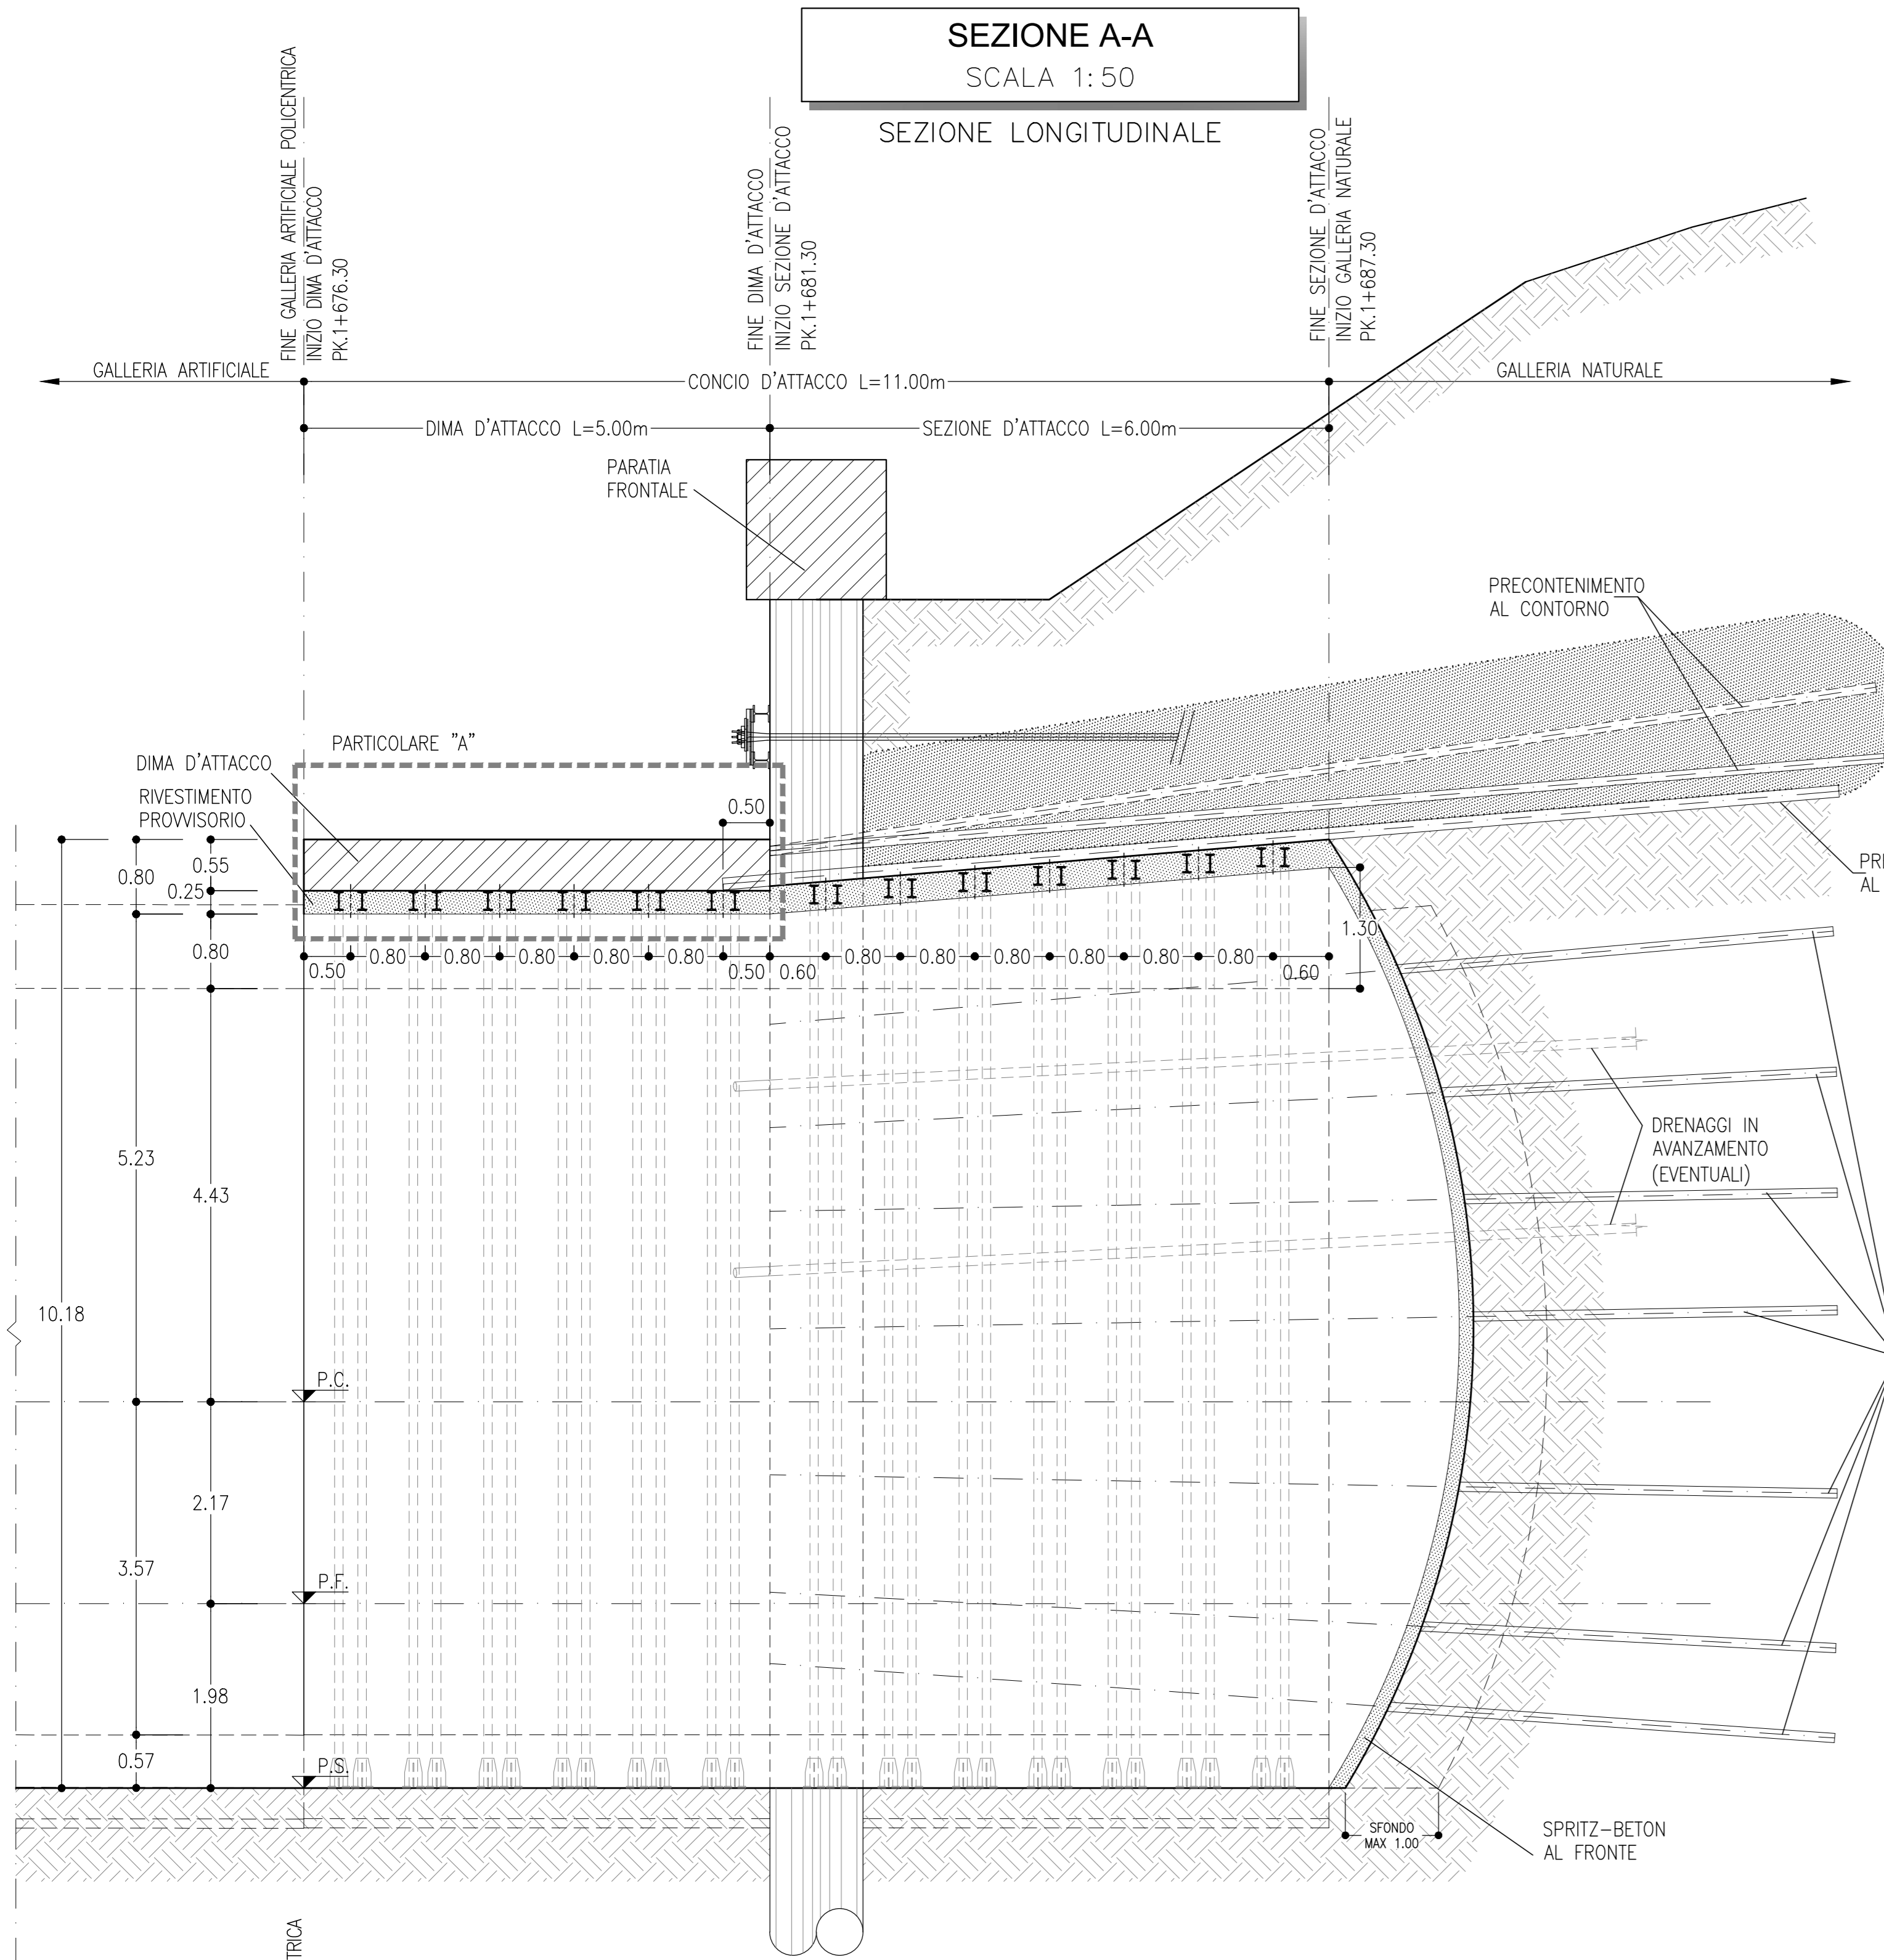 SEZIONE A-A
SCALA 1:50
SEZIONE LONGITUDINALE
FINE GALLERIA ARTIFICIALE POLICENTRICA
INIZIO DIMA D'ATTACCO
PK.1+676.30
FINE DIMA D'ATTACCO
INIZIO SEZIONE D'ATTACCO
PK.1+681.30
FINE SEZIONE D'ATTACCO
INIZIO GALLERIA NATURALE
PK.1+687.30
GALLERIA ARTIFICIALE
CONCIO D'ATTACCO L=11.00m
GALLERIA NATURALE
DIMA D'ATTACCO L=5.00m
SEZIONE D'ATTACCO L=6.00m
PARATIA
FRONTALE
PRECONTENIMENTO
AL CONTORNO
PARTICOLARE "A"
DIMA D'ATTACCO
RIVESTIMENTO
PROVVISORIO
0.50
0.80
0.55
0.25
PRE
AL
0.80
1.30
0.50
0.80
0.80
0.80
0.80
0.80
0.50
0.60
0.80
0.80
0.80
0.80
0.80
0.80
0.60
5.23
4.43
DRENAGGI IN
AVANZAMENTO
(EVENTUALI)
10.18
P.C.
2.17
3.57
P.F.
1.98
0.57
P.S.
SFONDO
MAX 1.00
SPRITZ-BETON
AL FRONTE
TRICA